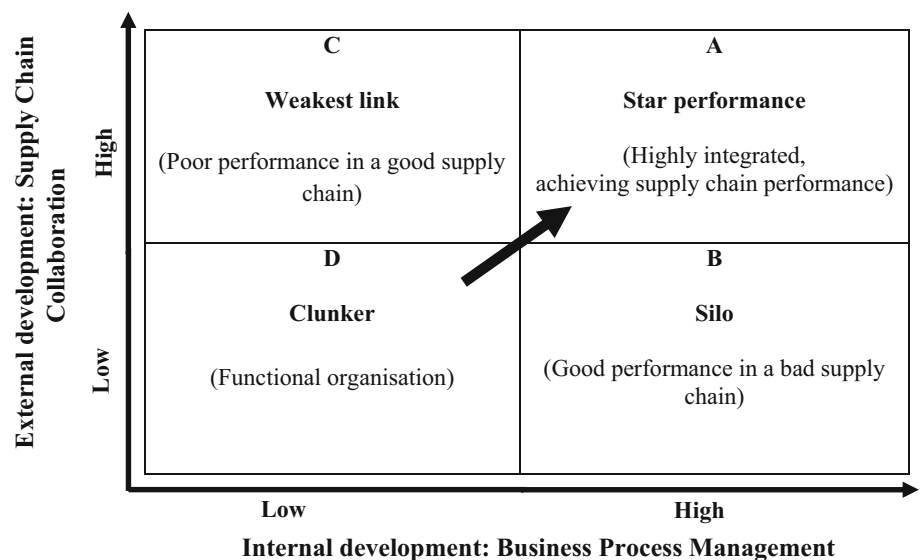 External development: Supply Chain
Collaboration
High
Low
C
Weakest link
(Poor performance in a good supply
chain)
A
Star performance
(Highly integrated,
achieving supply chain performance)
D
Clunker
(Functional organisation)
B
Silo
(Good performance in a bad supply
chain)
Low
High
Internal development: Business Process Management